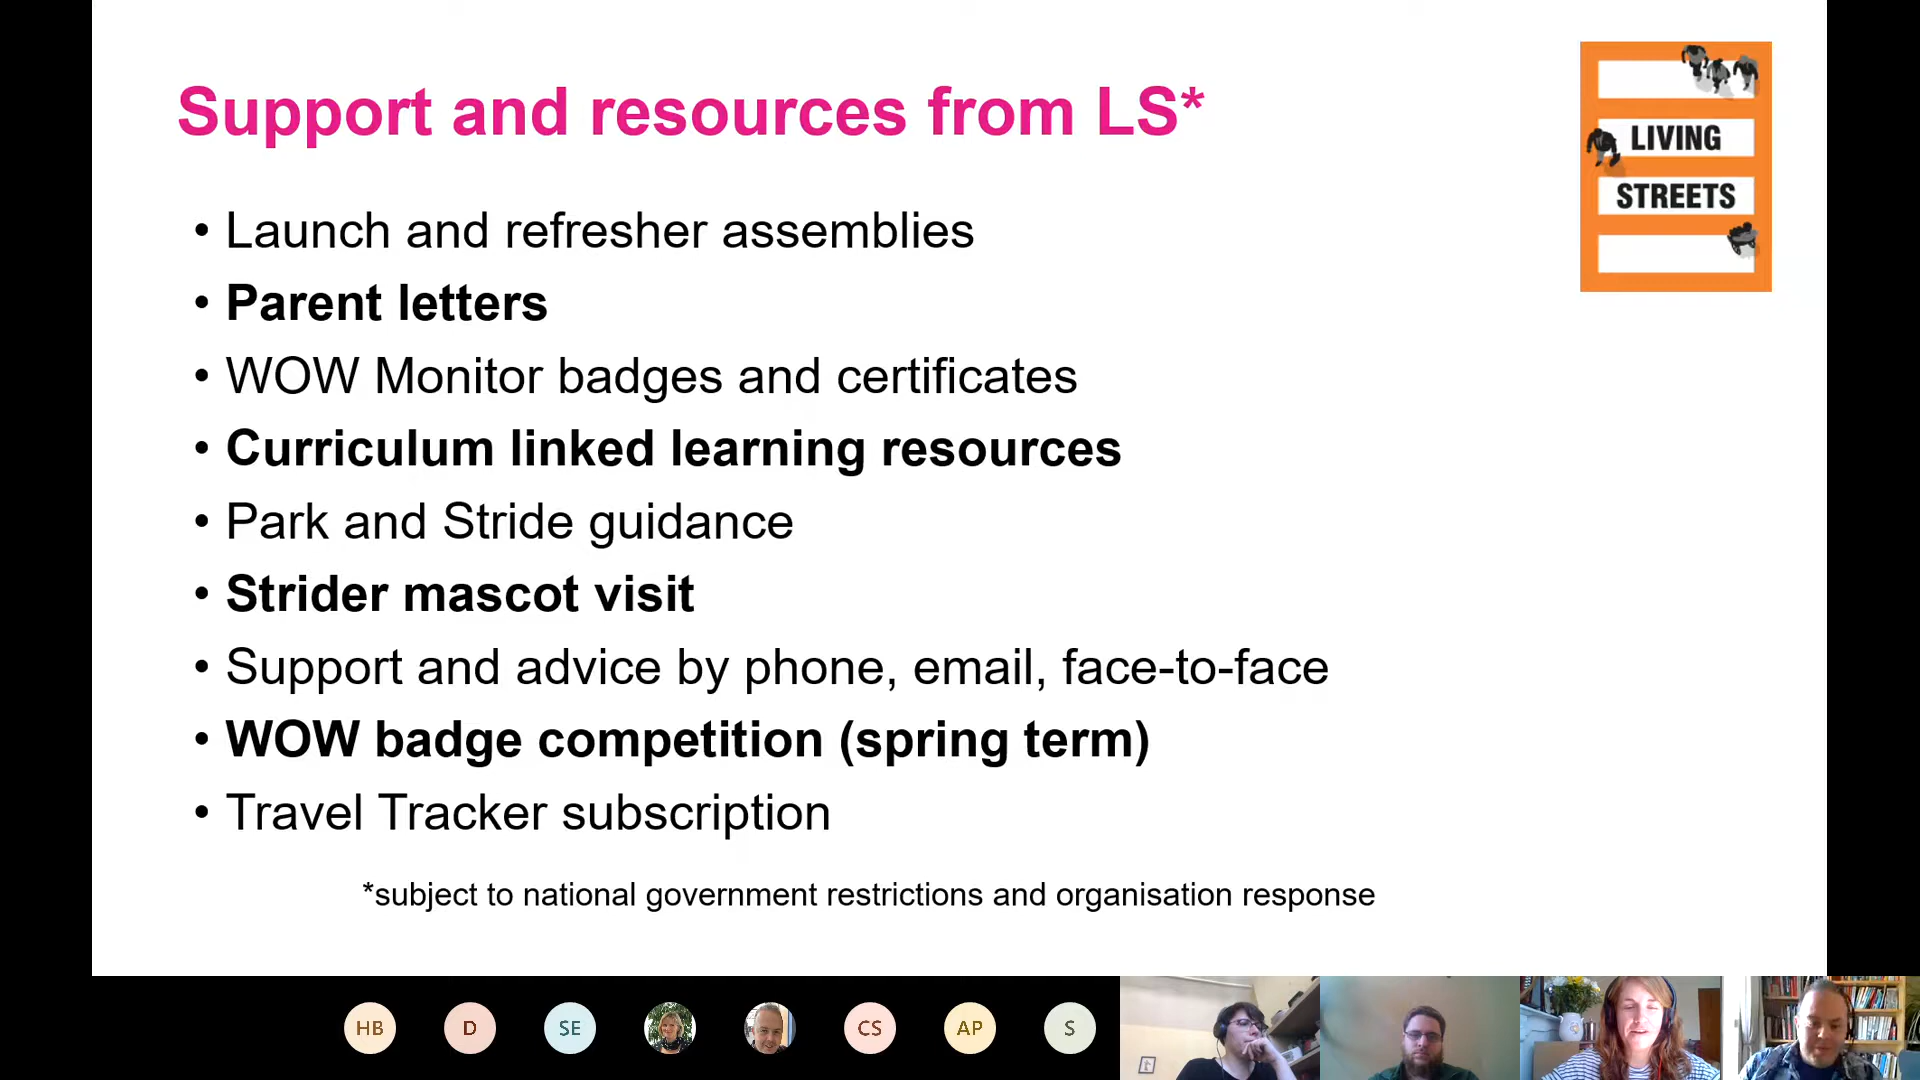 Support and resources from LS*
LIVING
STREETS
• Launch and refresher assemblies
• Parent letters
• WOW Monitor badges and certificates
• Curriculum linked learning resources
• Park and Stride guidance
• Strider mascot visit
• Support and advice by phone, email, face-to-face
• WOW badge competition (spring term)
• Travel Tracker subscription
*subject to national government restrictions and organisation response
HB
D
SE
CS
AP
S